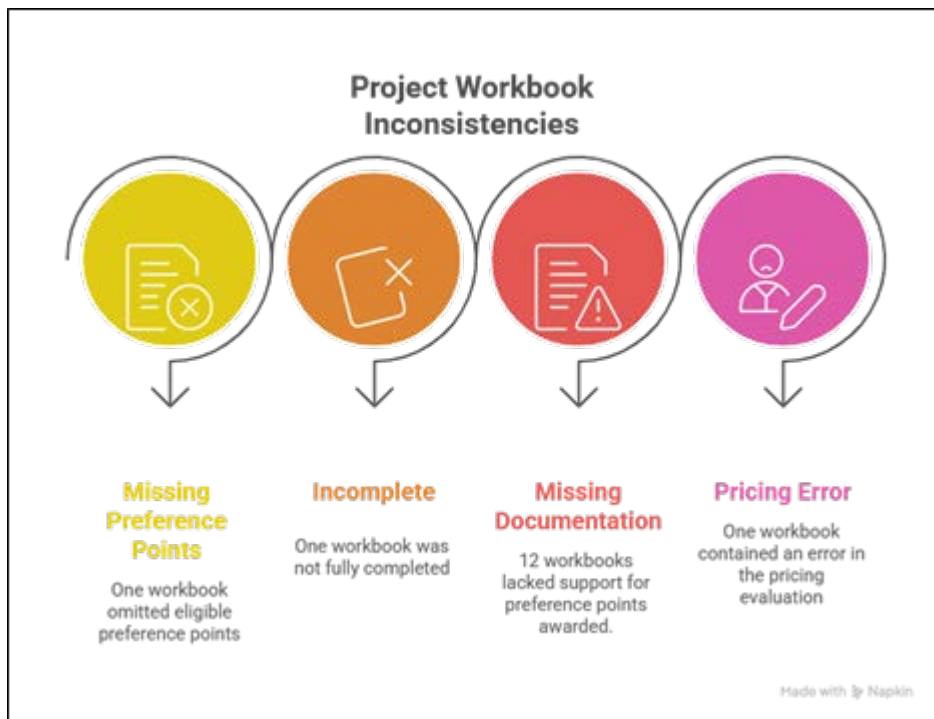 Project Workbook
Inconsistencies
Missing
Preference
Points
One workbook
omitted eligible
preference points
Incomplete
One workbook was
not fully completed
Missing
Documentation
12 workbooks
lacked support for
preference points
awarded.
Pricing Error
One workbook
contained an error in
the pricing
evaluation
Made with Napkin